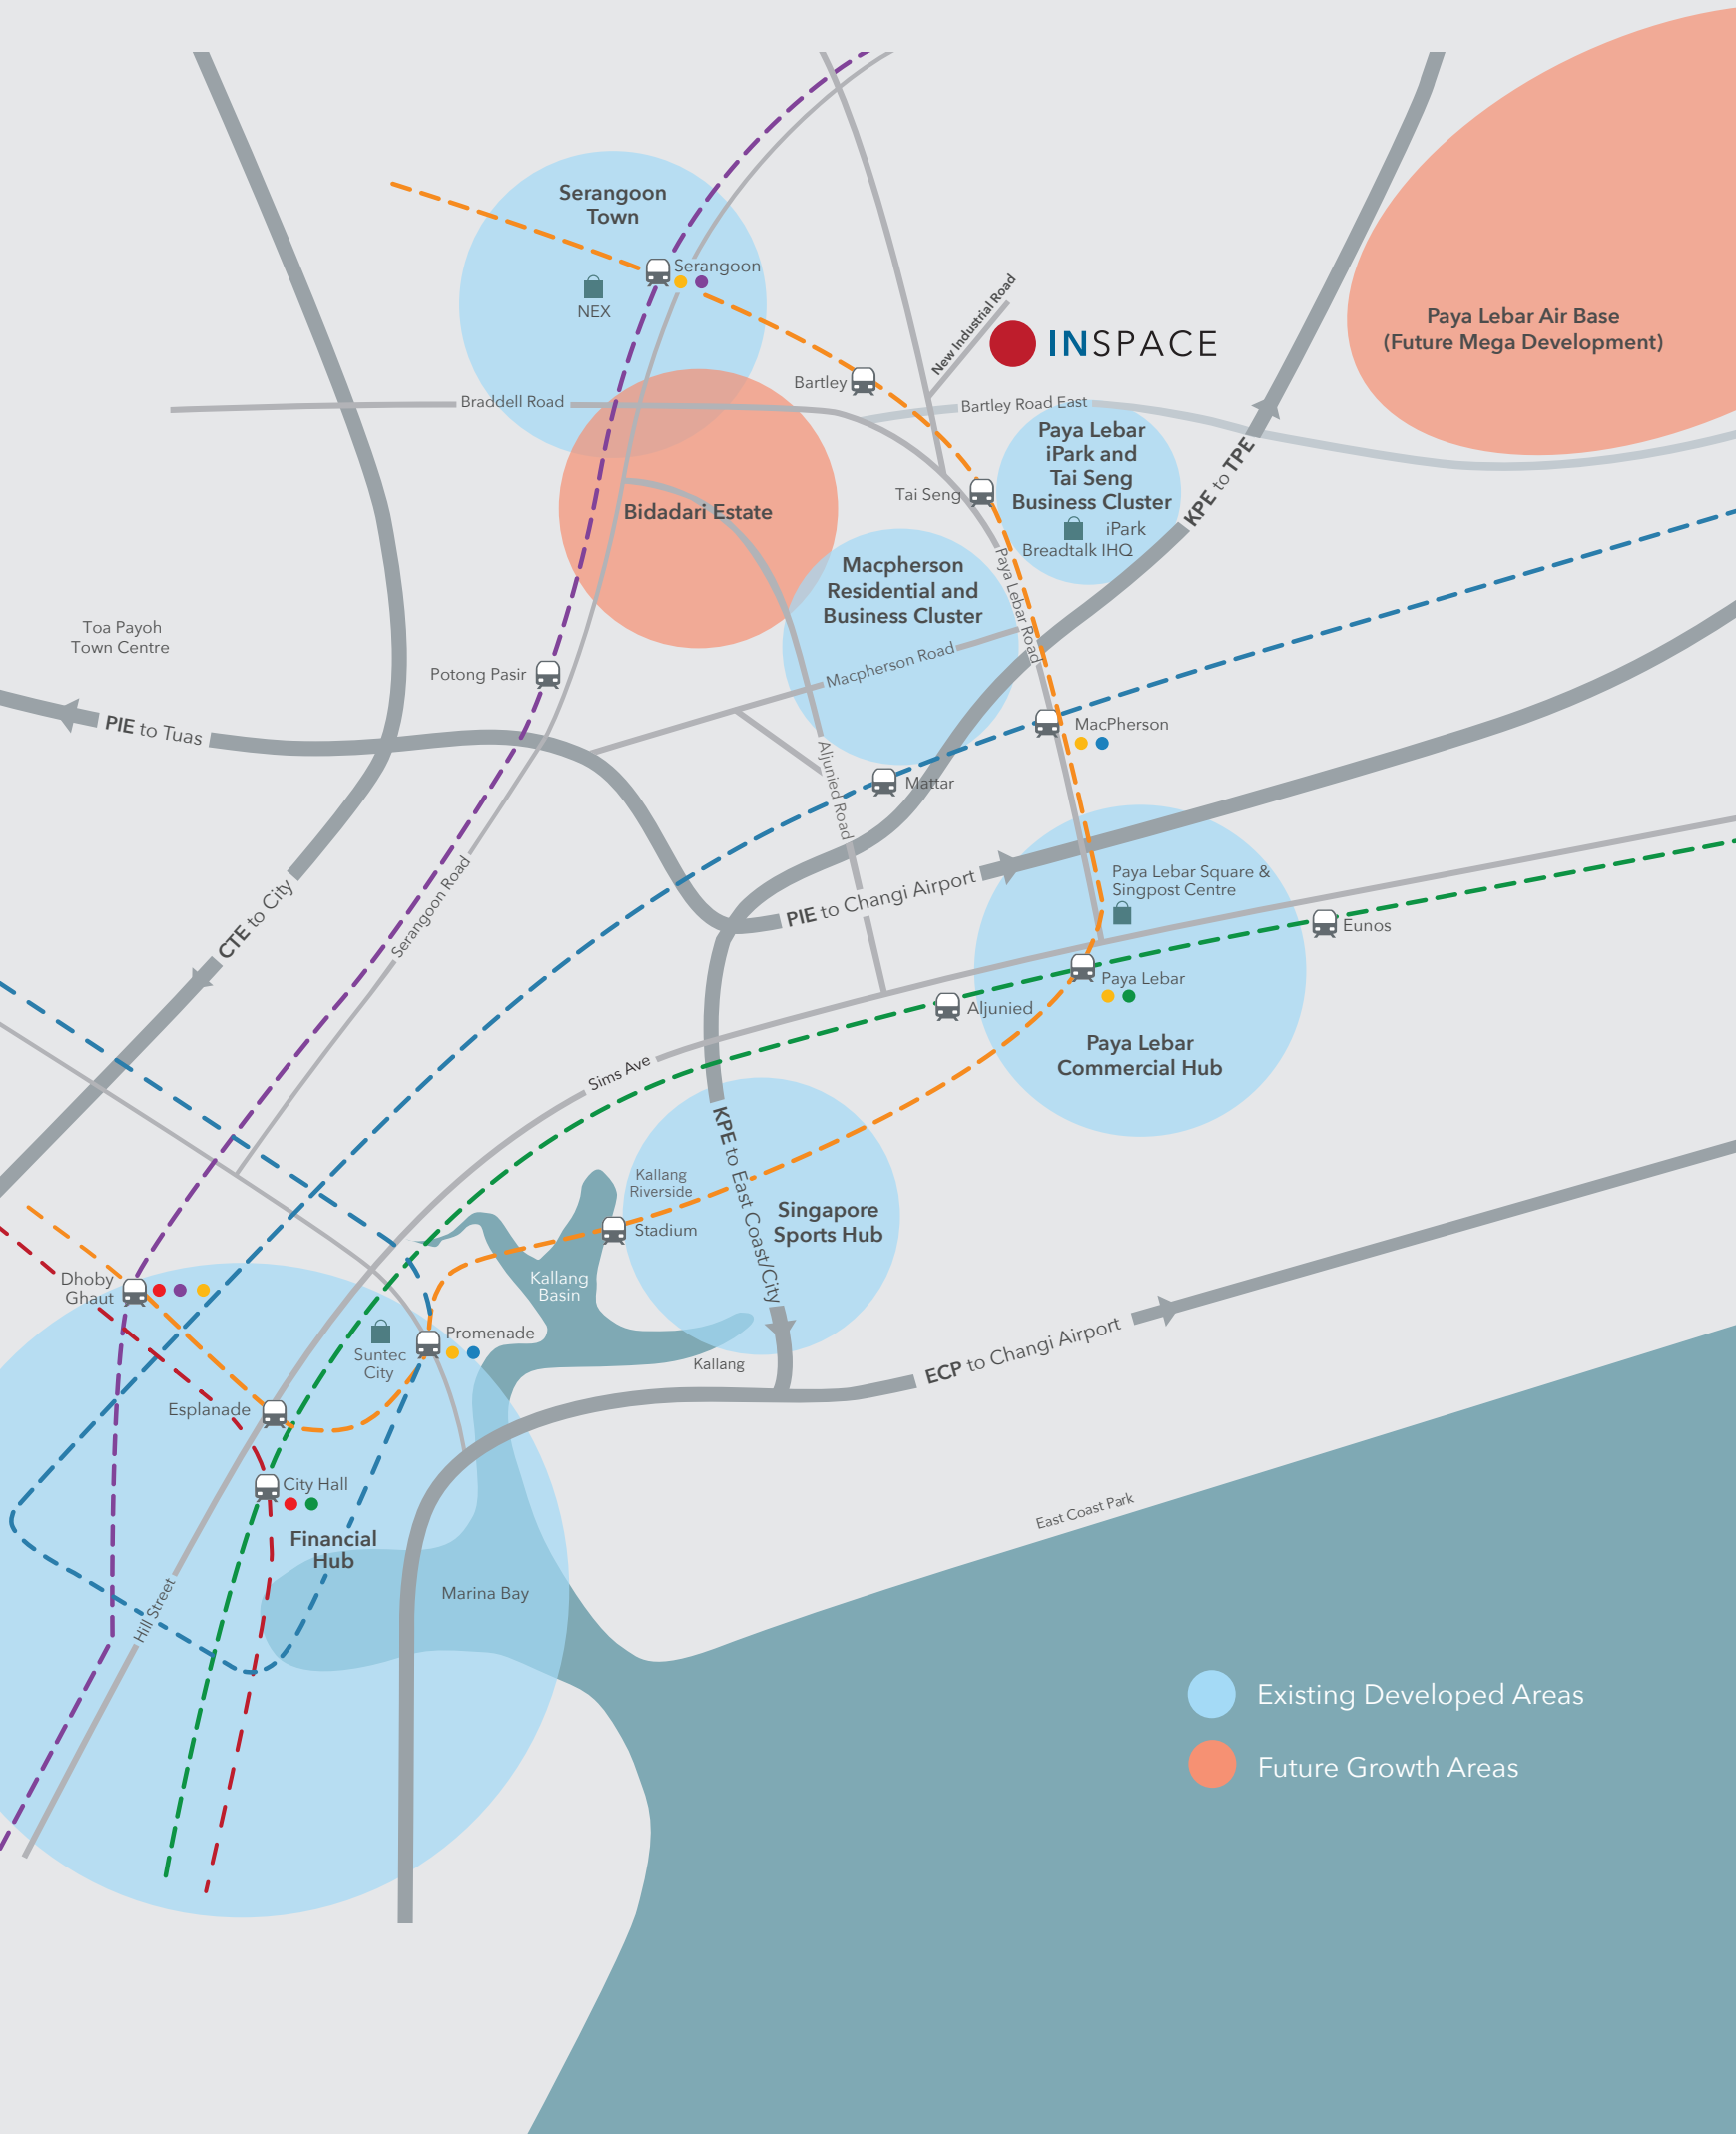 Serangoon
Town
Serangoon
NEX
New Industrial Road
INSPACE
Paya Lebar Air Base
(Future Mega Development)
Bartley
Braddell Road
Bartley Road East
Paya Lebar
iPark and
Tai Seng
Business Cluster
iPark
Breadtalk IHQ
KPE to TPE
Tai Seng
Bidadari Estate
Macpherson
Residential and
Business Cluster
Paya Lebar Road
Macpherson Road
Toa Payoh
Town Centre
Potong Pasir
PIE to Tuas
MacPherson
Mattar
Aljunied Road
Paya Lebar Square &
Singpost Centre
PIE to Changi Airport
CTE to City
Serangoon Road
Eunos
Paya Lebar
Aljunied
Paya Lebar
Commercial Hub
Sims Ave
KPE to East Coast/City
Kallang
Riverside
Singapore
Sports Hub
Stadium
Kallang
Basin
Dhoby
Ghaut
Promenade
Suntec
City
Kallang
ECP to Changi Airport
Esplanade
City Hall
Financial
Hub
East Coast Park
Marina Bay
Hill Street
Existing Developed Areas
Future Growth Areas